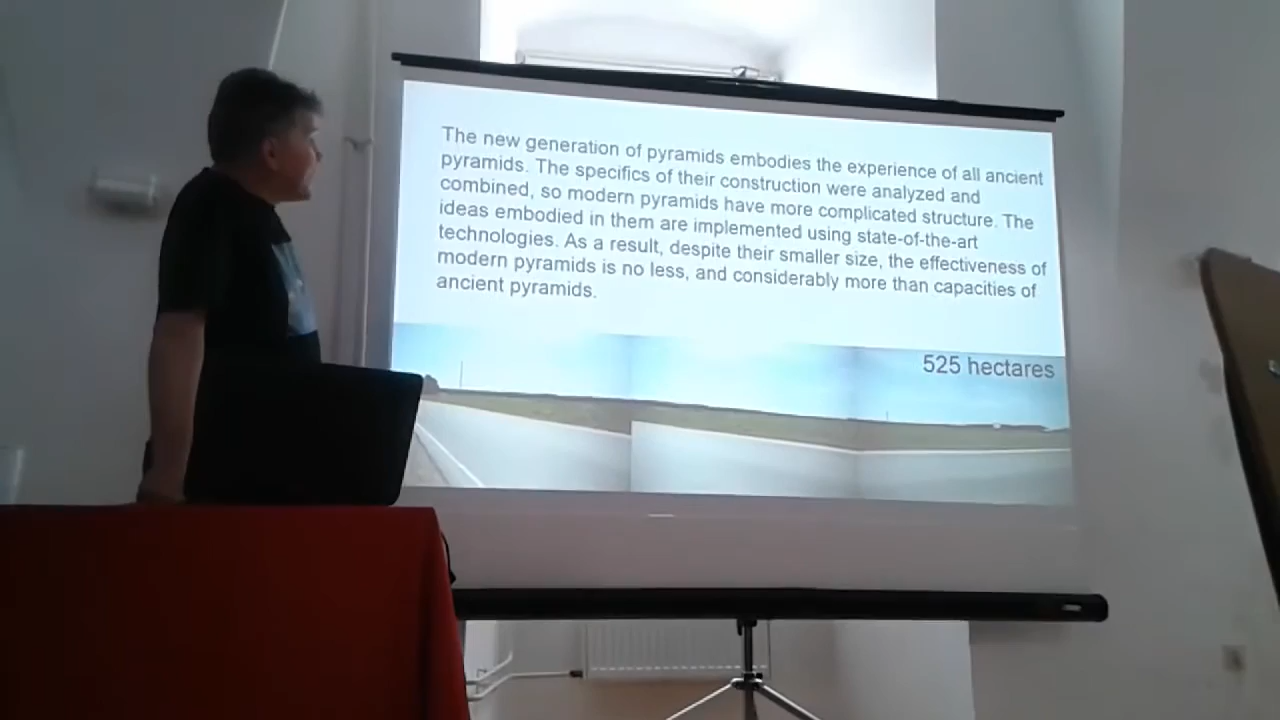 The new generation of pyramids embodies the experience of all ancient
pyramids. The specifics of their construction were analyzed and
combined, so modern pyramids have more complicated structure. The
ideas embodied in them are implemented using state-of-the-art
technologies. As a result, despite their smaller size, the effectiveness of
modern pyramids is no less, and considerably more than capacities of
ancient pyramids.
525 hectares